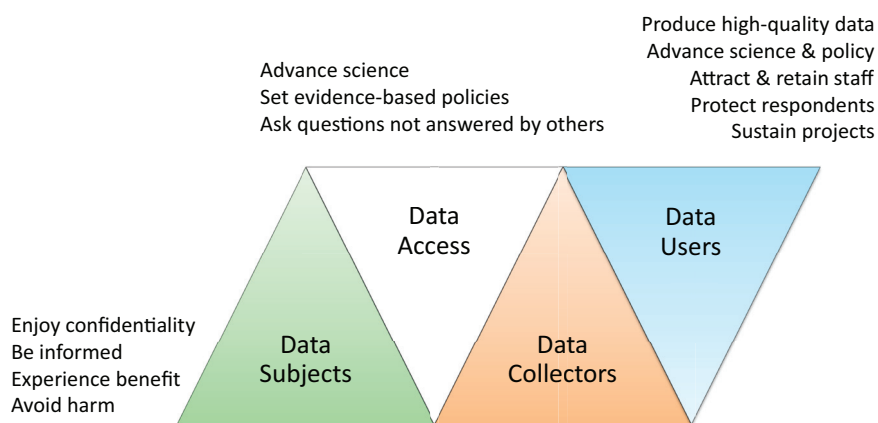 Produce high-quality data
Advance science & policy
Attract & retain staff
Protect respondents
Sustain projects
Advance science
Set evidence-based policies
Ask questions not answered by others
Data
Access
Data
Users
Enjoy confidentiality
Be informed
Experience benefit
Avoid harm
Data
Subjects
Data
Collectors